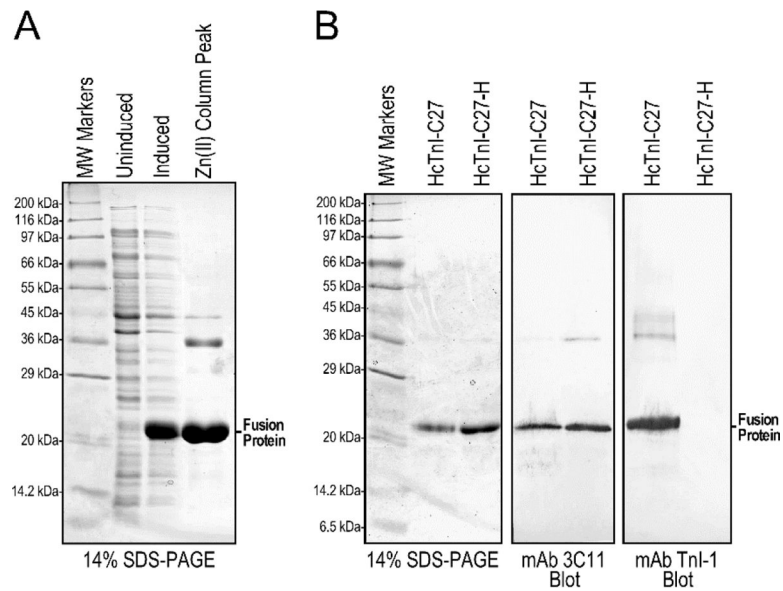 A
MW Markers
Uninduced
Induced
Zn(II) Column Peak
200 kDa
116 kDa
97 kDa
66 kDa
55 kDa
45 kDa
36 kDa
29 kDa
20 kDa
14.2 kDa
Fusion
Protein
14% SDS-PAGE
B
MW Markers
HcTnI-C27
HcTnI-C27-H
HcTnI-C27
HcTnI-C27-H
HcTnI-C27
HcTnI-C27-H
200 kDa
116 kDa
97 kDa
66 kDa
55 kDa
45 kDa
36 kDa
29 kDa
20 kDa
14.2 kDa
6.5 kDa
Fusion
Protein
14% SDS-PAGE
mAb 3C11
Blot
mAb TnI-1
Blot